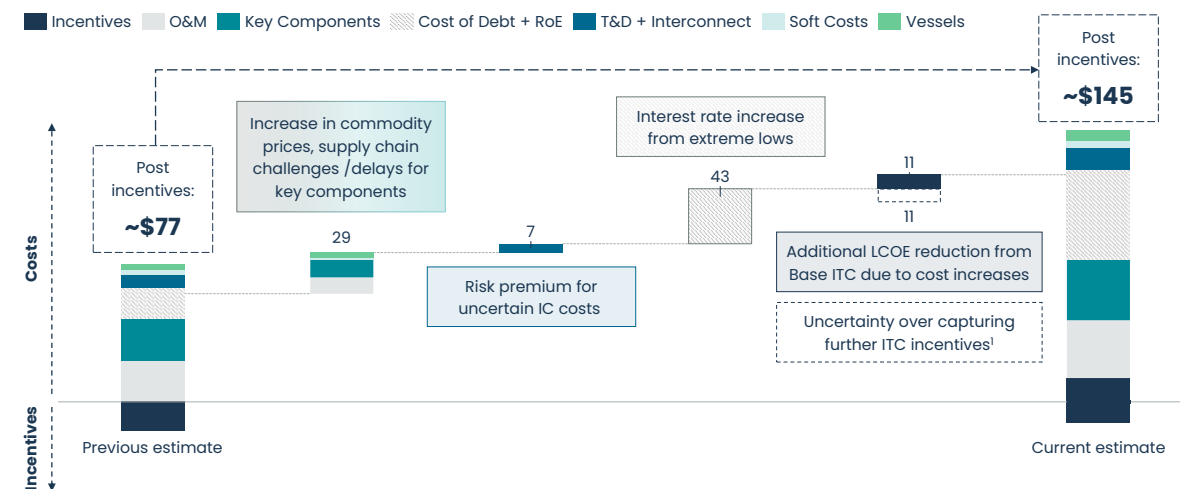 Incentives O&M Key Components Cost of Debt + RoE T&D + Interconnect Soft Costs Vessels
Post
incentives:
~$145
Increase in commodity
prices, supply chain
challenges /delays for
key components
Interest rate increase
from extreme lows
Post
incentives:
~$77
29
7
43
11
11
Risk premium for
uncertain IC costs
Additional LCOE reduction from
Base ITC due to cost increases
Uncertainty over capturing
further ITC incentives¹
Costs
Incentives
Previous estimate
Current estimate